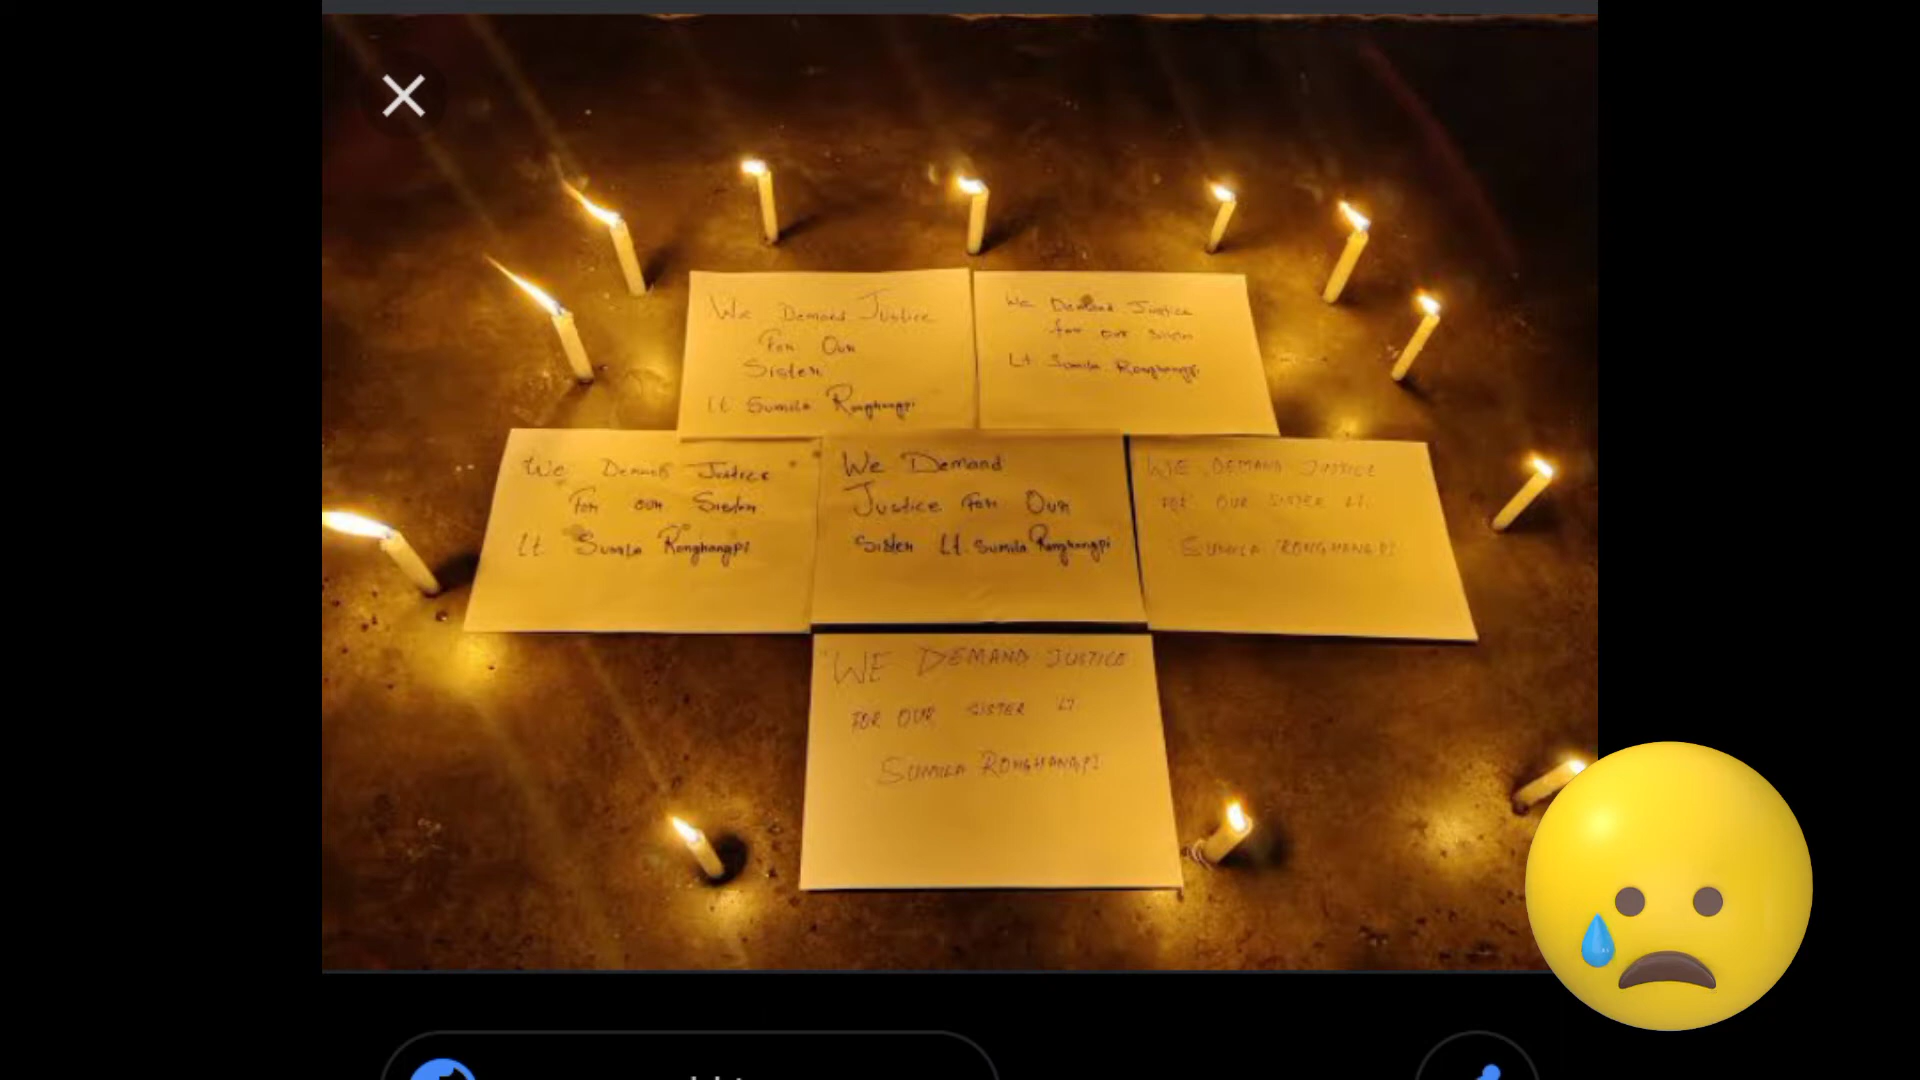 We Demand Justice
For Our
Sister
Lt Sumila Ronghangpi
We Demand Justice
for our sister
Lt Sumila Ronghangpi
We Demand Justice
For our Sister
Lt Sumila Ronghangpi
We Demand
Justice For Our
Sister Lt. Sumila Ronghangpi
WE DEMAND JUSTICE
FOR OUR SISTER LT.
SUMILA RONGHANGPI
"WE DEMAND JUSTICE
FOR OUR SISTER LT.
SUMILA RONGHANGPI